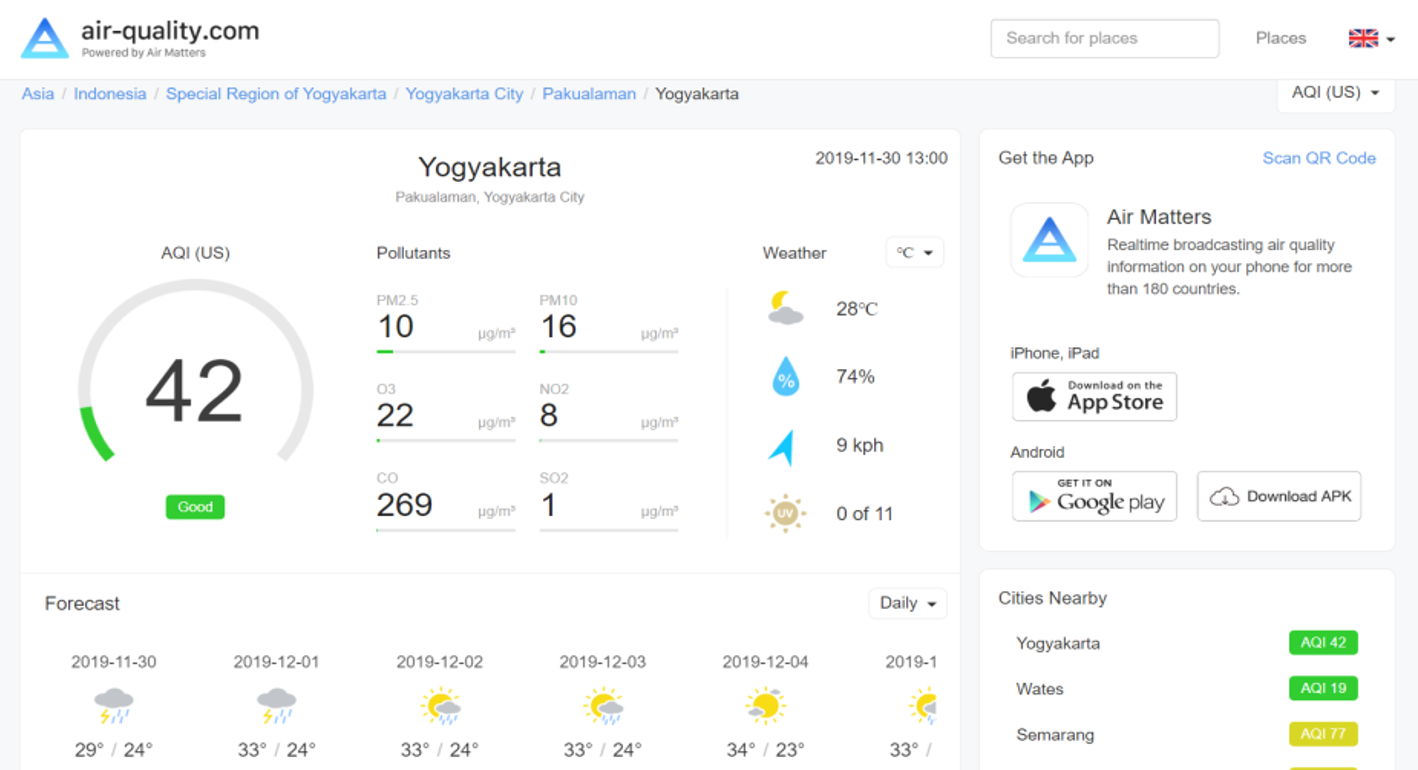 air-quality.com
Powered by Air Matters
Search for places
Places
Asia / Indonesia / Special Region of Yogyakarta / Yogyakarta City / Pakualaman / Yogyakarta
AQI (US)
Yogyakarta
Pakualaman, Yogyakarta City
2019-11-30 13:00
AQI (US)
42
Good
Pollutants
PM2.5
10 µg/m³
PM10
16 µg/m³
O3
22 µg/m³
NO2
8 µg/m³
CO
269 µg/m³
SO2
1 µg/m³
Weather
°C
28°C
%
74%
9 kph
UV
0 of 11
Forecast
Daily
2019-11-30
29° / 24°
2019-12-01
33° / 24°
2019-12-02
33° / 24°
2019-12-03
33° / 24°
2019-12-04
34° / 23°
2019-1
33° /
Get the App
Scan QR Code
Air Matters
Realtime broadcasting air quality
information on your phone for more
than 180 countries.
iPhone, iPad
Download on the
App Store
Android
GET IT ON
Google play
Download APK
Cities Nearby
Yogyakarta AQI 42
Wates AQI 19
Semarang AQI 77